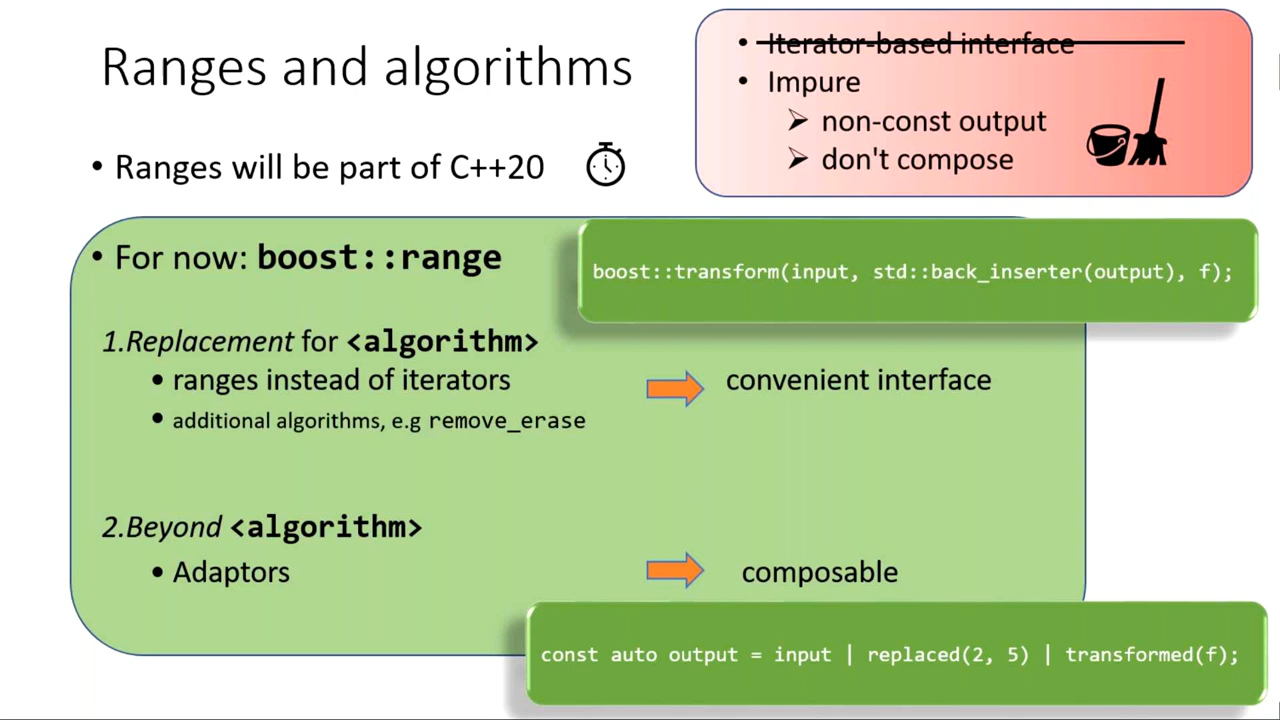 Ranges and algorithms
• Iterator-based interface
• Impure
➢ non-const output
➢ don't compose
• Ranges will be part of C++20
• For now: boost::range
boost::transform(input, std::back_inserter(output), f);
1.Replacement for <algorithm>
• ranges instead of iterators
convenient interface
• additional algorithms, e.g remove_erase
2.Beyond <algorithm>
• Adaptors
composable
const auto output = input | replaced(2, 5) | transformed(f);